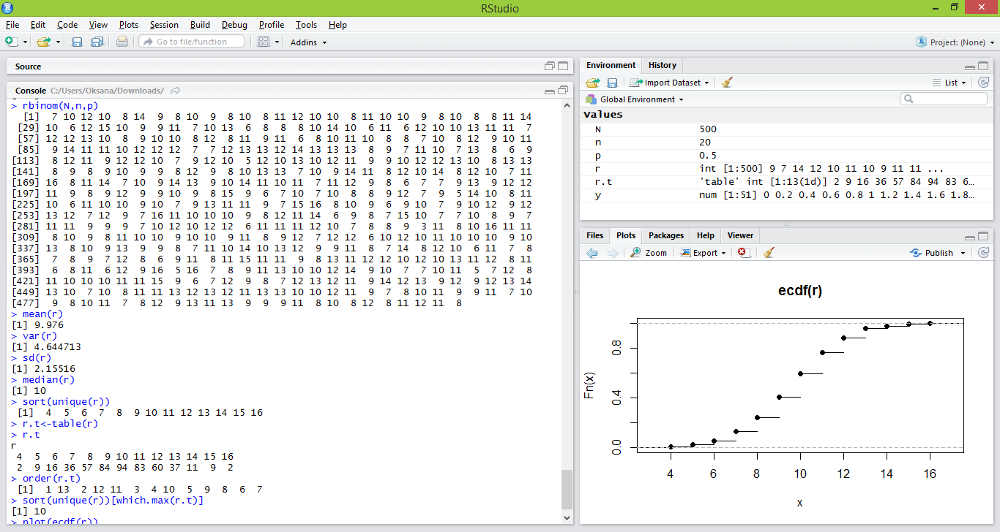 RStudio
File Edit Code View Plots Session Build Debug Profile Tools Help
Go to file/function Addins Project: (None)
Source
Console C:/Users/Oksana/Downloads/
> rbinom(N,n,p)
[1] 7 10 12 10 8 14 9 8 10 9 8 10 8 11 12 10 10 8 11 10 10 9 8 10 8 8 11 14
[29] 10 6 12 15 10 9 9 11 7 10 13 6 8 8 8 10 14 10 6 11 6 12 10 10 13 11 11 7
[57] 12 12 13 10 8 9 10 10 8 12 8 11 9 11 6 8 10 11 10 8 8 7 10 8 12 9 10 11
[85] 9 14 11 11 10 12 12 12 7 7 12 13 13 12 14 13 13 13 8 9 7 11 10 7 13 8 6 9
[113] 8 12 11 9 12 12 10 7 9 12 10 5 12 10 13 10 12 11 9 9 10 12 12 13 10 8 13 13
[141] 8 9 8 9 10 9 9 8 12 9 8 10 13 13 7 10 9 14 11 8 12 10 14 8 12 10 7 11
[169] 16 8 11 14 7 10 9 14 13 9 10 14 11 10 11 7 11 12 9 8 6 7 7 9 13 9 12 12
[197] 11 9 8 9 12 9 9 10 9 8 15 9 6 7 10 7 10 8 8 9 12 7 9 5 14 10 8 11
[225] 10 6 11 10 10 9 10 7 9 13 11 11 9 7 15 16 8 10 9 6 9 10 7 9 10 12 9 12
[253] 13 12 7 12 9 7 16 11 10 10 10 9 8 12 11 14 6 9 8 7 15 10 7 7 10 8 9 7
[281] 11 11 9 9 9 7 10 12 10 12 12 6 11 11 11 12 10 7 8 8 9 3 11 8 10 16 11 11
[309] 8 10 9 8 11 10 10 9 10 10 9 11 8 9 12 7 12 12 6 10 12 10 11 10 10 10 9 10
[337] 13 8 10 9 13 9 9 8 7 11 10 14 10 13 12 9 9 11 8 7 14 8 12 10 6 11 7 8
[365] 7 8 9 7 12 8 6 9 11 8 11 15 11 11 9 8 13 11 12 12 10 12 10 13 11 12 8 11
[393] 6 8 11 6 12 9 16 5 16 7 8 9 11 13 10 10 12 14 9 10 7 7 10 11 5 7 12 8
[421] 11 10 10 10 11 11 15 9 6 7 12 9 8 7 12 13 12 11 9 14 12 13 9 12 9 12 13 14
[449] 13 10 7 10 8 11 11 13 12 13 12 11 13 13 10 10 12 11 9 7 8 10 11 9 9 11 7 10
[477] 9 8 10 11 7 8 12 9 13 11 13 9 9 9 11 8 10 8 12 8 11 12 11 8
> mean(r)
[1] 9.976
> var(r)
[1] 4.644713
> sd(r)
[1] 2.15516
> median(r)
[1] 10
> sort(unique(r))
[1] 4 5 6 7 8 9 10 11 12 13 14 15 16
> r.t<-table(r)
> r.t
r
4 5 6 7 8 9 10 11 12 13 14 15 16
2 9 16 36 57 84 94 83 60 37 11 9 2
> order(r.t)
[1] 1 13 2 12 11 3 4 10 5 9 8 6 7
> sort(unique(r))[which.max(r.t)]
[1] 10
> plot(ecdf(r))
Environment History
Import Dataset List
Global Environment
Values
N 500
n 20
p 0.5
r int [1:500] 9 7 14 12 10 11 10 9 11 11 ...
r.t 'table' int [1:13(1d)] 2 9 16 36 57 84 94 83 6…
y num [1:51] 0 0.2 0.4 0.6 0.8 1 1.2 1.4 1.6 1.8…
Files Plots Packages Help Viewer
Zoom Export Publish
ecdf(r)
Fn(x)
0.8
0.4
0.0
4 6 8 10 12 14 16
x